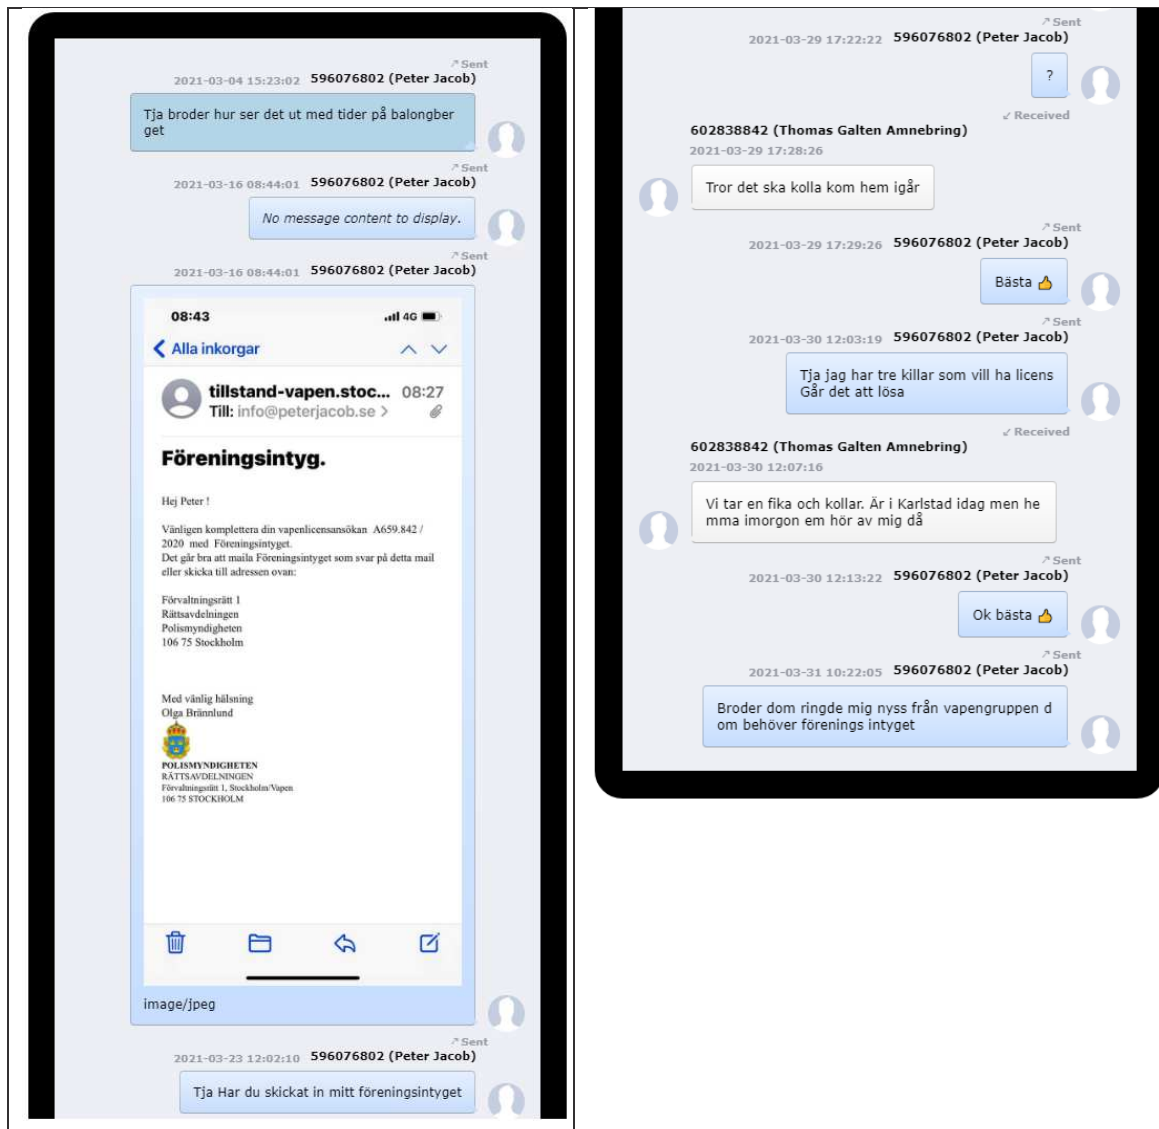 Sent
2021-03-04 15:23:02 596076802 (Peter Jacob)
Tja broder hur ser det ut med tider på balongber
get
Sent
2021-03-16 08:44:01 596076802 (Peter Jacob)
No message content to display.
Sent
2021-03-16 08:44:01 596076802 (Peter Jacob)
08:43 4G
Alla inkorgar
tillstand-vapen.stoc... 08:27
Till: info@peterjacob.se >
Föreningsintyg.
Hej Peter !
Vänligen komplettera din vapenlicensansökan A659.842 /
2020 med Föreningsintyget.
Det går bra att maila Föreningsintyget som svar på detta mail
eller skicka till adressen ovan:
Förvaltningsrätt 1
Rättsavdelningen
Polismyndigheten
106 75 Stockholm
Med vänlig hälsning
Olga Brännlund
POLISMYNDIGHETEN
RÄTTSAVDELNINGEN
Förvaltningsrätt 1, Stockholm/Vapen
106 75 STOCKHOLM
image/jpeg
Sent
2021-03-23 12:02:10 596076802 (Peter Jacob)
Tja Har du skickat in mitt föreningsintyget
Sent
2021-03-29 17:22:22 596076802 (Peter Jacob)
?
Received
602838842 (Thomas Galten Amnebring)
2021-03-29 17:28:26
Tror det ska kolla kom hem igår
Sent
2021-03-29 17:29:26 596076802 (Peter Jacob)
Bästa 👍
Sent
2021-03-30 12:03:19 596076802 (Peter Jacob)
Tja jag har tre killar som vill ha licens
Går det att lösa
Received
602838842 (Thomas Galten Amnebring)
2021-03-30 12:07:16
Vi tar en fika och kollar. Är i Karlstad idag men he
mma imorgon em hör av mig då
Sent
2021-03-30 12:13:22 596076802 (Peter Jacob)
Ok bästa 👍
Sent
2021-03-31 10:22:05 596076802 (Peter Jacob)
Broder dom ringde mig nyss från vapengruppen d
om behöver förenings intyget